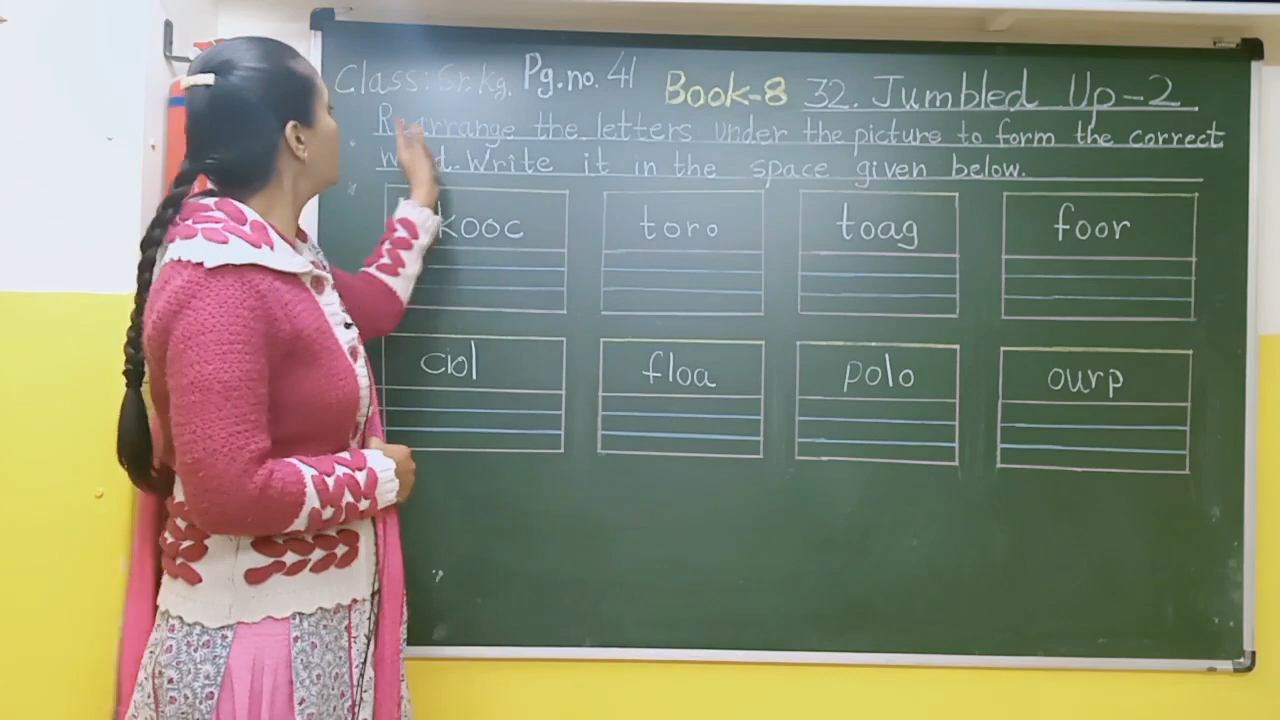 Class: Sr. Kg. Pg.no. 41 Book-8 32. Jumbled Up-2
Rearrange the letters under the picture to form the correct
word. Write it in the space given below.
kooc toro toag foor
ciol floa polo ourp